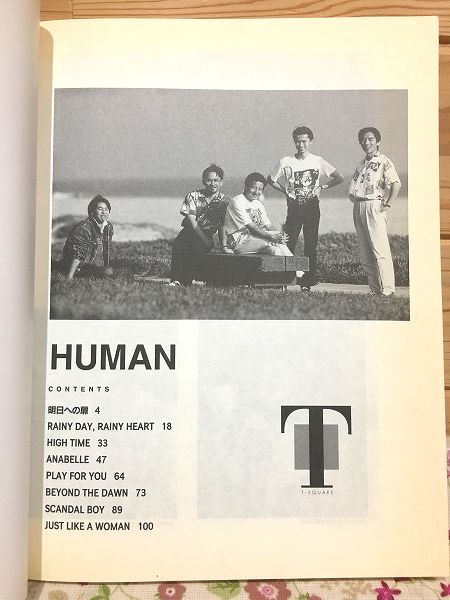 HUMAN
CONTENTS
明日への扉 4
RAINY DAY, RAINY HEART 18
HIGH TIME 33
ANABELLE 47
PLAY FOR YOU 64
BEYOND THE DAWN 73
SCANDAL BOY 89
JUST LIKE A WOMAN 100
T
T-SQUARE